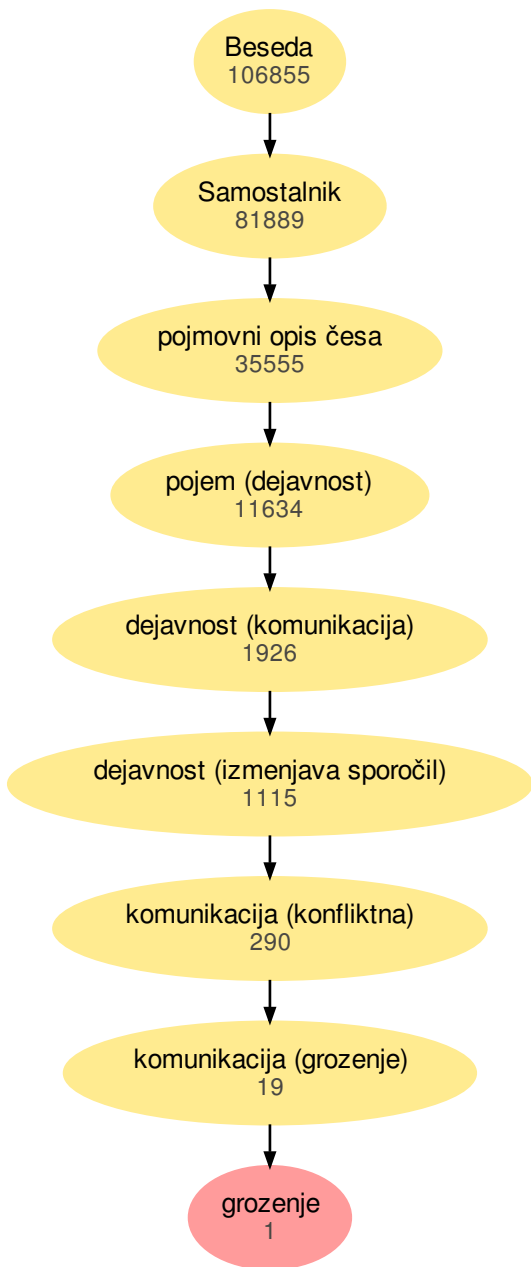 Beseda
106855
Samostalnik
81889
pojmovni opis česa
35555
pojem (dejavnost)
11634
dejavnost (komunikacija)
1926
dejavnost (izmenjava sporočil)
1115
komunikacija (konfliktna)
290
komunikacija (grozenje)
19
grozenje
1